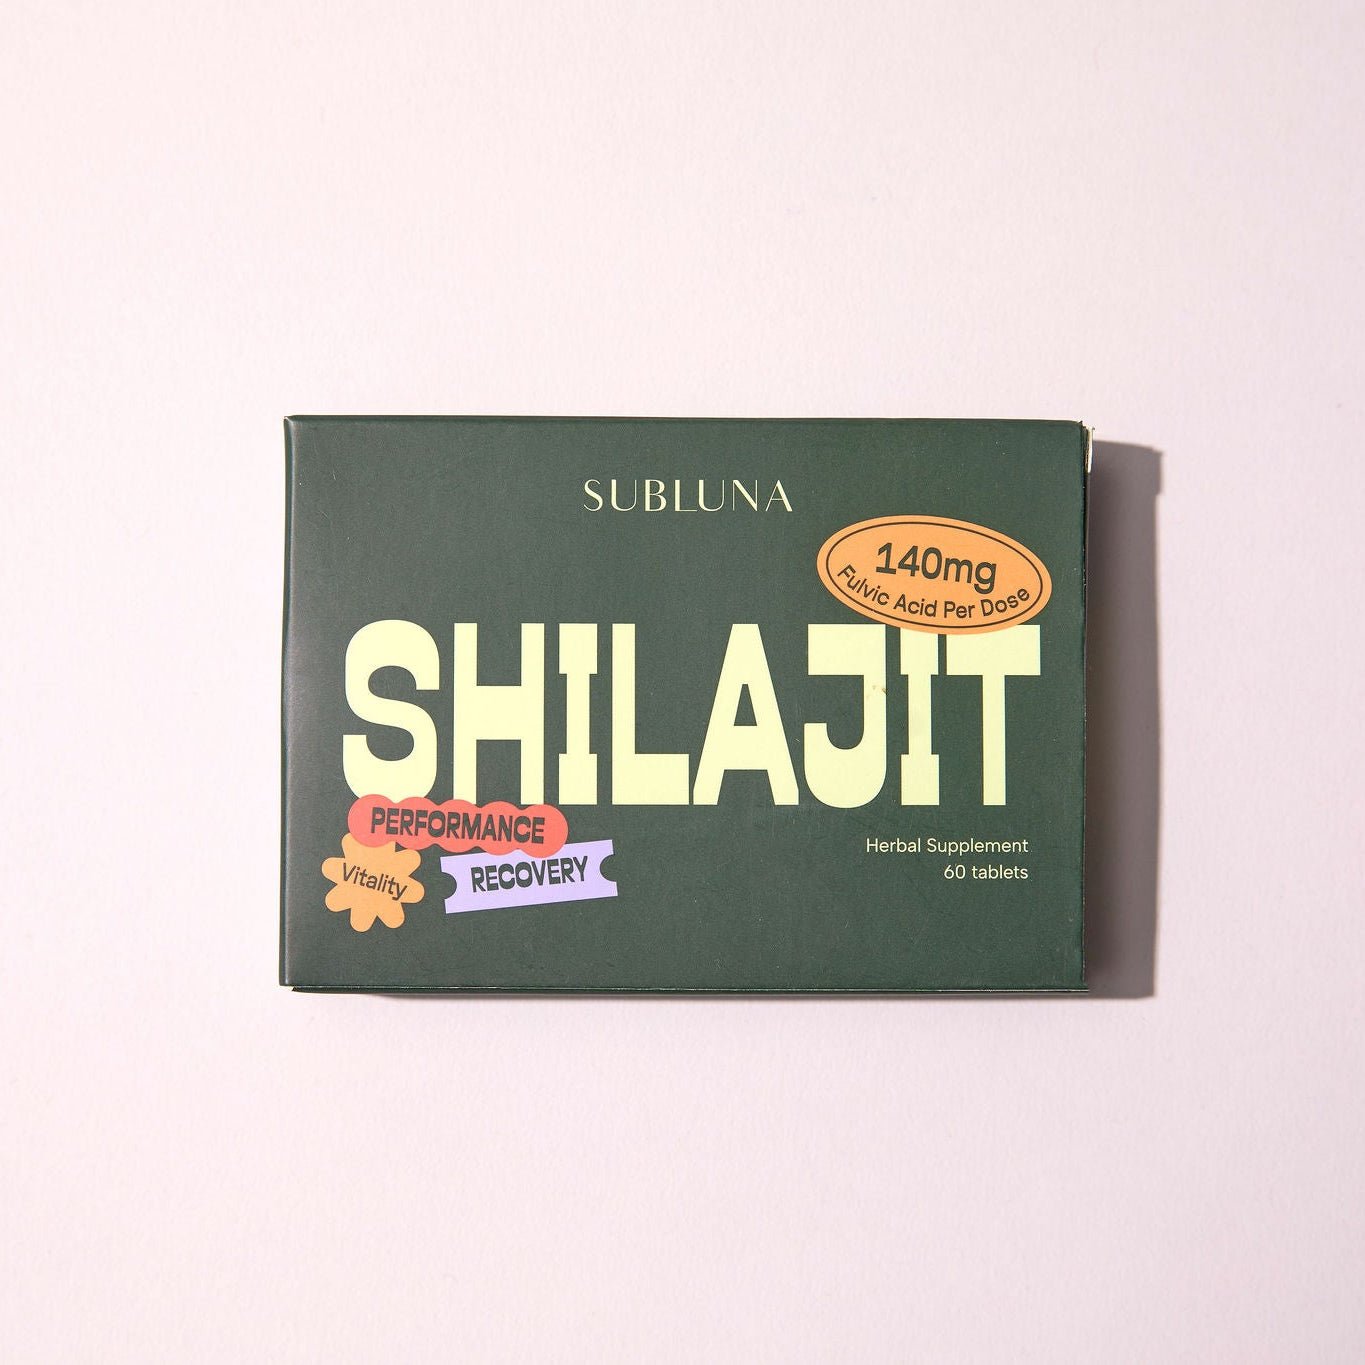 SUBLUNA
140mg
Fulvic Acid Per Dose
SHILAJIT
PERFORMANCE
Vitality
RECOVERY
Herbal Supplement
60 tablets